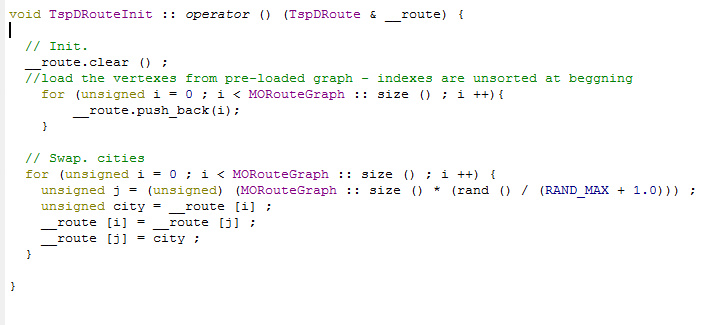 void TspDRouteInit :: operator () (TspDRoute & __route) {
// Init.
__route.clear () ;
//load the vertexes from pre-loaded graph - indexes are unsorted at beggning
for (unsigned i = 0 ; i < MORouteGraph :: size () ; i ++){
__route.push_back(i);
}
// Swap. cities
for (unsigned i = 0 ; i < MORouteGraph :: size () ; i ++) {
unsigned j = (unsigned) (MORouteGraph :: size () * (rand () / (RAND_MAX + 1.0))) ;
unsigned city = __route [i] ;
__route [i] = __route [j] ;
__route [j] = city ;
}
}